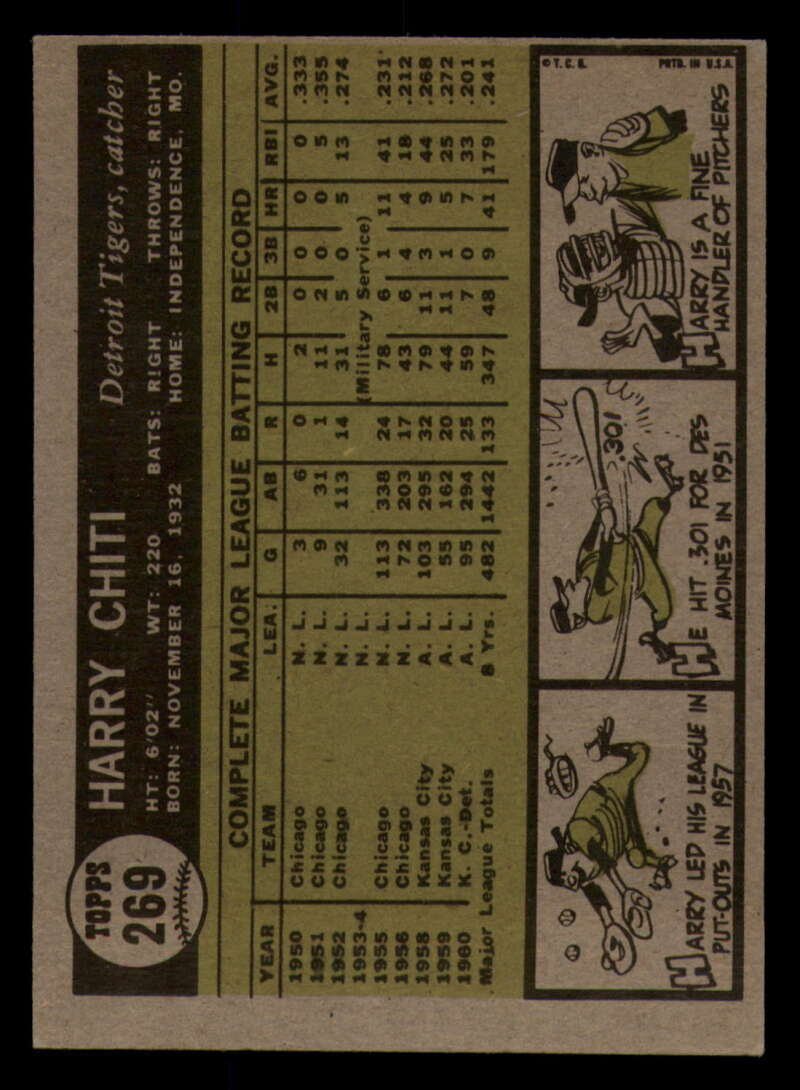 TOPPS
269
HARRY CHITI
Detroit Tigers, catcher
HT: 6'02" WT: 220 BATS: RIGHT THROWS: RIGHT
BORN: NOVEMBER 16, 1932 HOME: INDEPENDENCE, MO.
COMPLETE MAJOR LEAGUE BATTING RECORD
YEAR TEAM LEA. G AB R H 2B 3B HR RBI AVG.
1950 Chicago N. L. 3 6 0 2 0 0 0 0 .333
1951 Chicago N. L. 9 31 1 11 2 0 0 5 .355
1952 Chicago N. L. 32 113 14 31 5 0 5 13 .274
1953-4 N. L. (Military Service)
1955 Chicago N. L. 113 338 24 78 6 1 11 41 .231
1956 Chicago N. L. 72 203 17 43 6 4 4 18 .212
1958 Kansas City A. L. 103 295 32 79 11 3 9 44 .268
1959 Kansas City A. L. 55 162 20 44 11 1 5 25 .272
1960 K. C.-Det. A. L. 95 294 25 59 7 0 7 33 .201
Major League Totals 8 Yrs. 482 1442 133 347 48 9 41 179 .241
HARRY LED HIS LEAGUE IN
PUT-OUTS IN 1957
.301
HE HIT .301 FOR DES
MOINES IN 1951
© T. C. G. PRTD. IN U.S.A.
HARRY IS A FINE
HANDLER OF PITCHERS